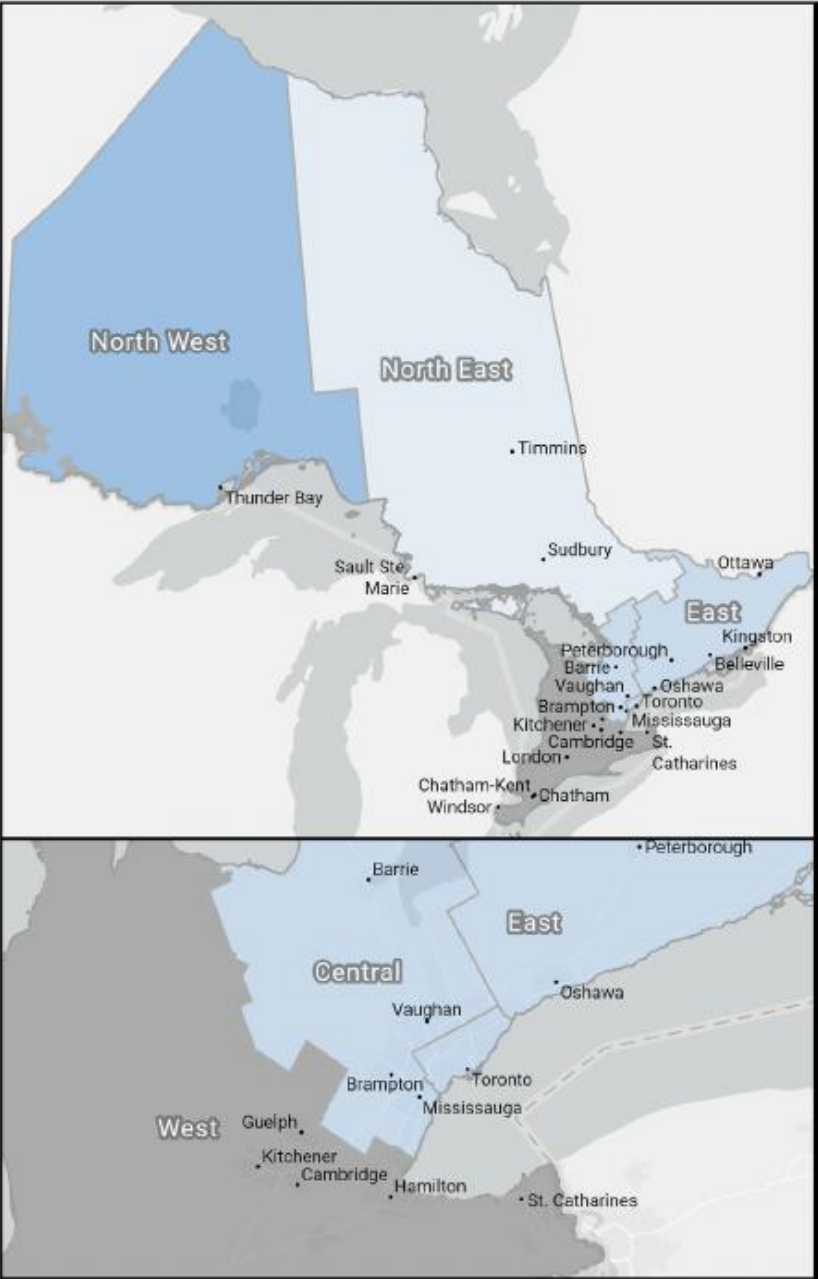 North West
North East
Timmins
Thunder Bay
Sudbury
Sault Ste.
Marie
Ottawa
East
Kingston
Peterborough
Belleville
Barrie
Vaughan
Oshawa
Brampton
Toronto
Kitchener
Mississauga
Cambridge
St.
Catharines
London
Chatham-Kent
Chatham
Windsor
Peterborough
Barrie
East
Central
Oshawa
Vaughan
Brampton
Toronto
Mississauga
West
Guelph
Kitchener
Cambridge
Hamilton
St. Catharines